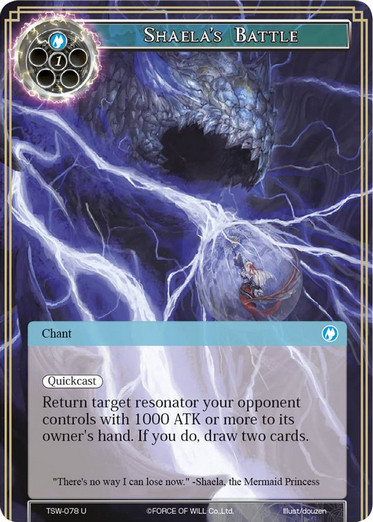 SHAELA'S BATTLE
1
Chant
Quickcast
Return target resonator your opponent
controls with 1000 ATK or more to its
owner's hand. If you do, draw two cards.
"There's no way I can lose now." -Shaela, the Mermaid Princess
TSW-078 U ©FORCE OF WILL Co.,Ltd. Illust/douzen